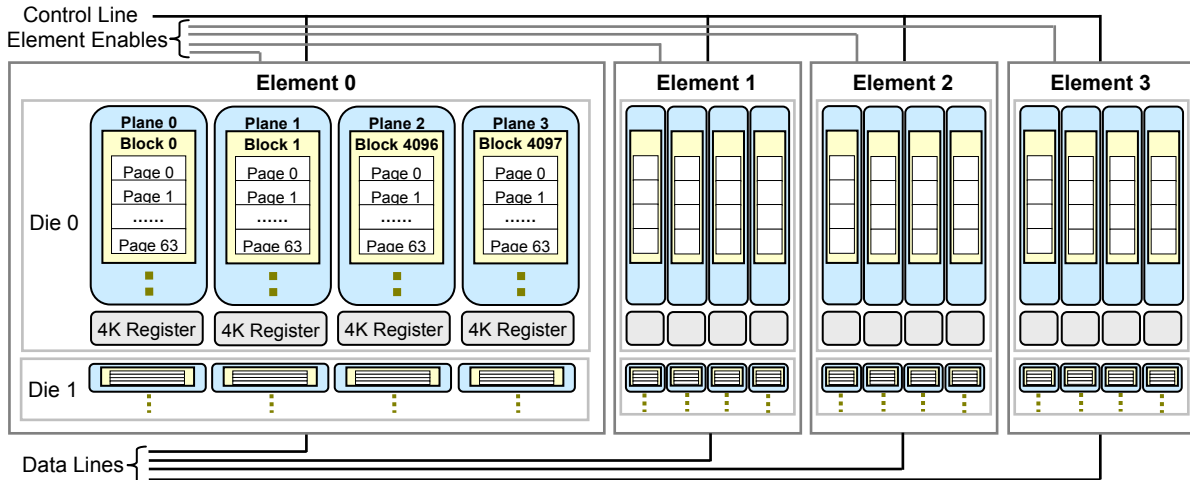 Control Line
Element Enables
Element 0
Element 1
Element 2
Element 3
Die 0
Plane 0
Plane 1
Plane 2
Plane 3
Block 0
Block 1
Block 4096
Block 4097
Page 0
Page 0
Page 0
Page 0
Page 1
Page 1
Page 1
Page 1
......
......
......
......
Page 63
Page 63
Page 63
Page 63
4K Register
4K Register
4K Register
4K Register
Die 1
Data Lines